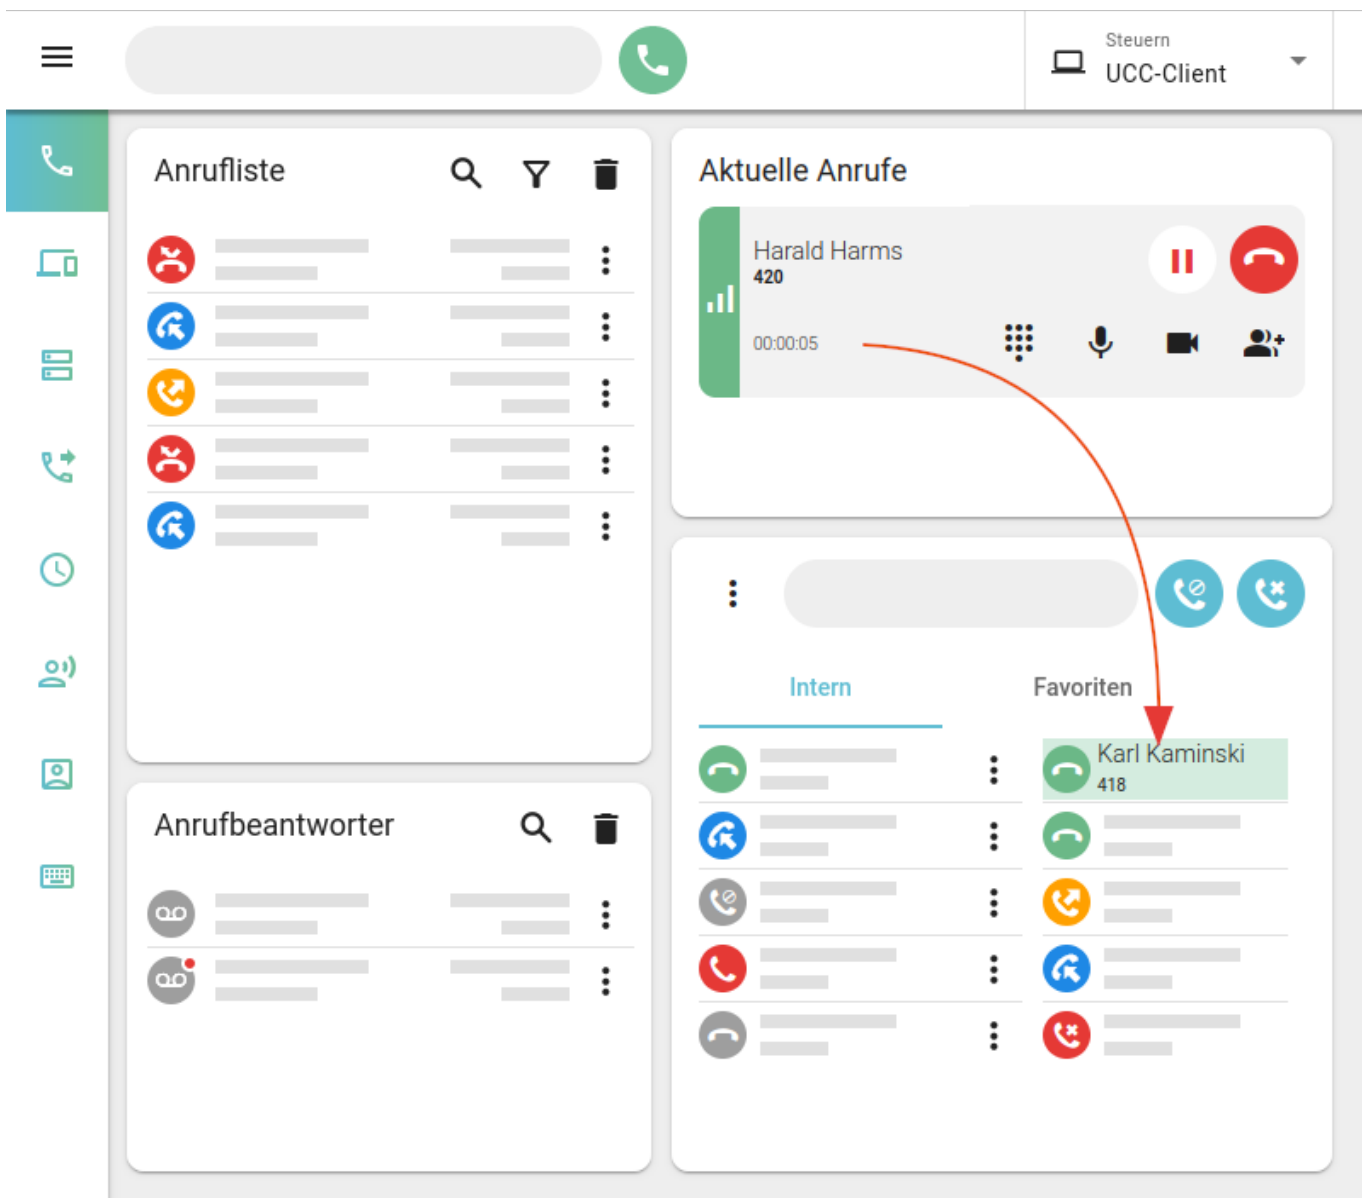 Steuern
UCC-Client
Anrufliste
Aktuelle Anrufe
Harald Harms
420
00:00:05
Intern
Favoriten
Karl Kaminski
418
Anrufbeantworter